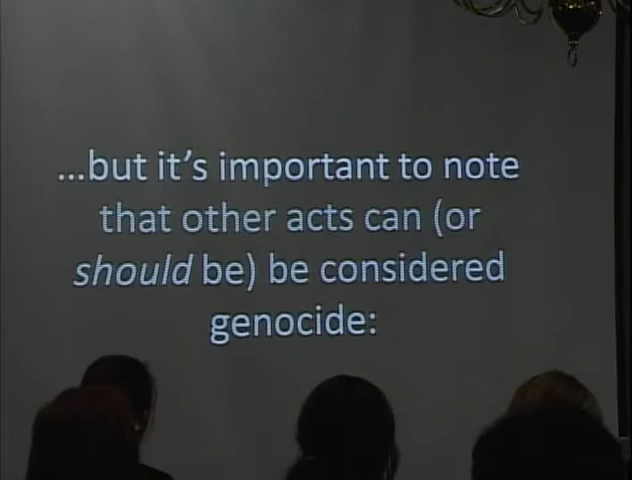 ...but it's important to note
that other acts can (or
should be) be considered
genocide: